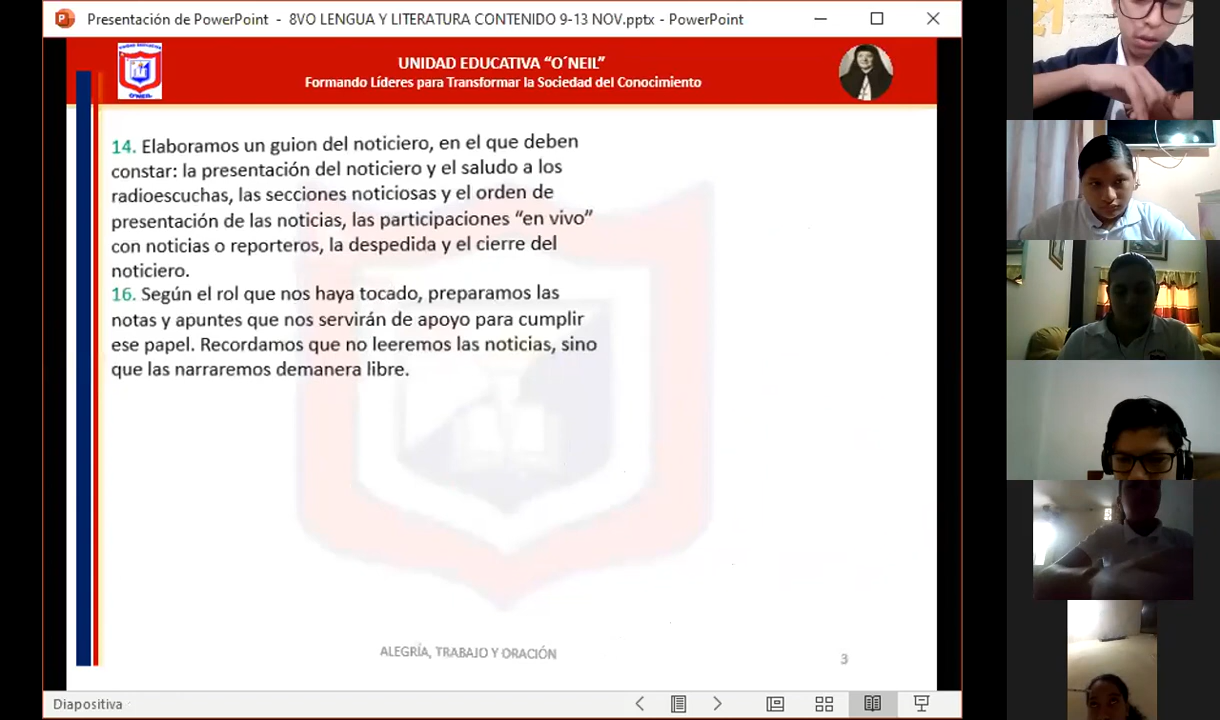 Presentación de PowerPoint - 8VO LENGUA Y LITERATURA CONTENIDO 9-13 NOV.pptx - PowerPoint
UNIDAD EDUCATIVA “O´NEIL”
Formando Líderes para Transformar la Sociedad del Conocimiento
O'NEIL
14. Elaboramos un guion del noticiero, en el que deben
constar: la presentación del noticiero y el saludo a los
radioescuchas, las secciones noticiosas y el orden de
presentación de las noticias, las participaciones “en vivo”
con noticias o reporteros, la despedida y el cierre del
noticiero.
16. Según el rol que nos haya tocado, preparamos las
notas y apuntes que nos servirán de apoyo para cumplir
ese papel. Recordamos que no leeremos las noticias, sino
que las narraremos demanera libre.
ALEGRÍA, TRABAJO Y ORACIÓN
3
Diapositiva